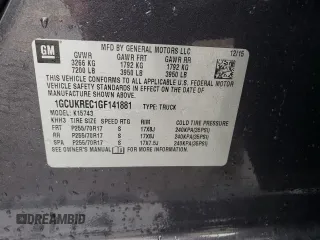 GM
MFD BY GENERAL MOTORS LLC
12/15
GVWR GAWR FRT GAWR RR
3266 KG 1792 KG 1792 KG
7200 LB 3950 LB 3950 LB
THIS VEHICLE CONFORMS TO ALL APPLICABLE U.S. FEDERAL MOTOR VEHICLE SAFETY AND THEFT PREVENTION STANDARDS IN EFFECT ON THE DATE OF MANUFACTURE SHOWN ABOVE.
1GCUKREC1GF141881 TYPE: TRUCK
MODEL: K15743
TIRE SIZE SPEED RTG RIM COLD TIRE PRESSURE
FRT P255/70R17 S 17X8J 240KPA(35PSI)
RR P255/70R17 S 17X8J 240KPA(35PSI)
SPA P255/70R17 S 17X7.5J 240KPA(35PSI)
SEE OWNER'S MANUAL FOR ADDITIONAL INFORMATION.
AUTOBIDMASTER